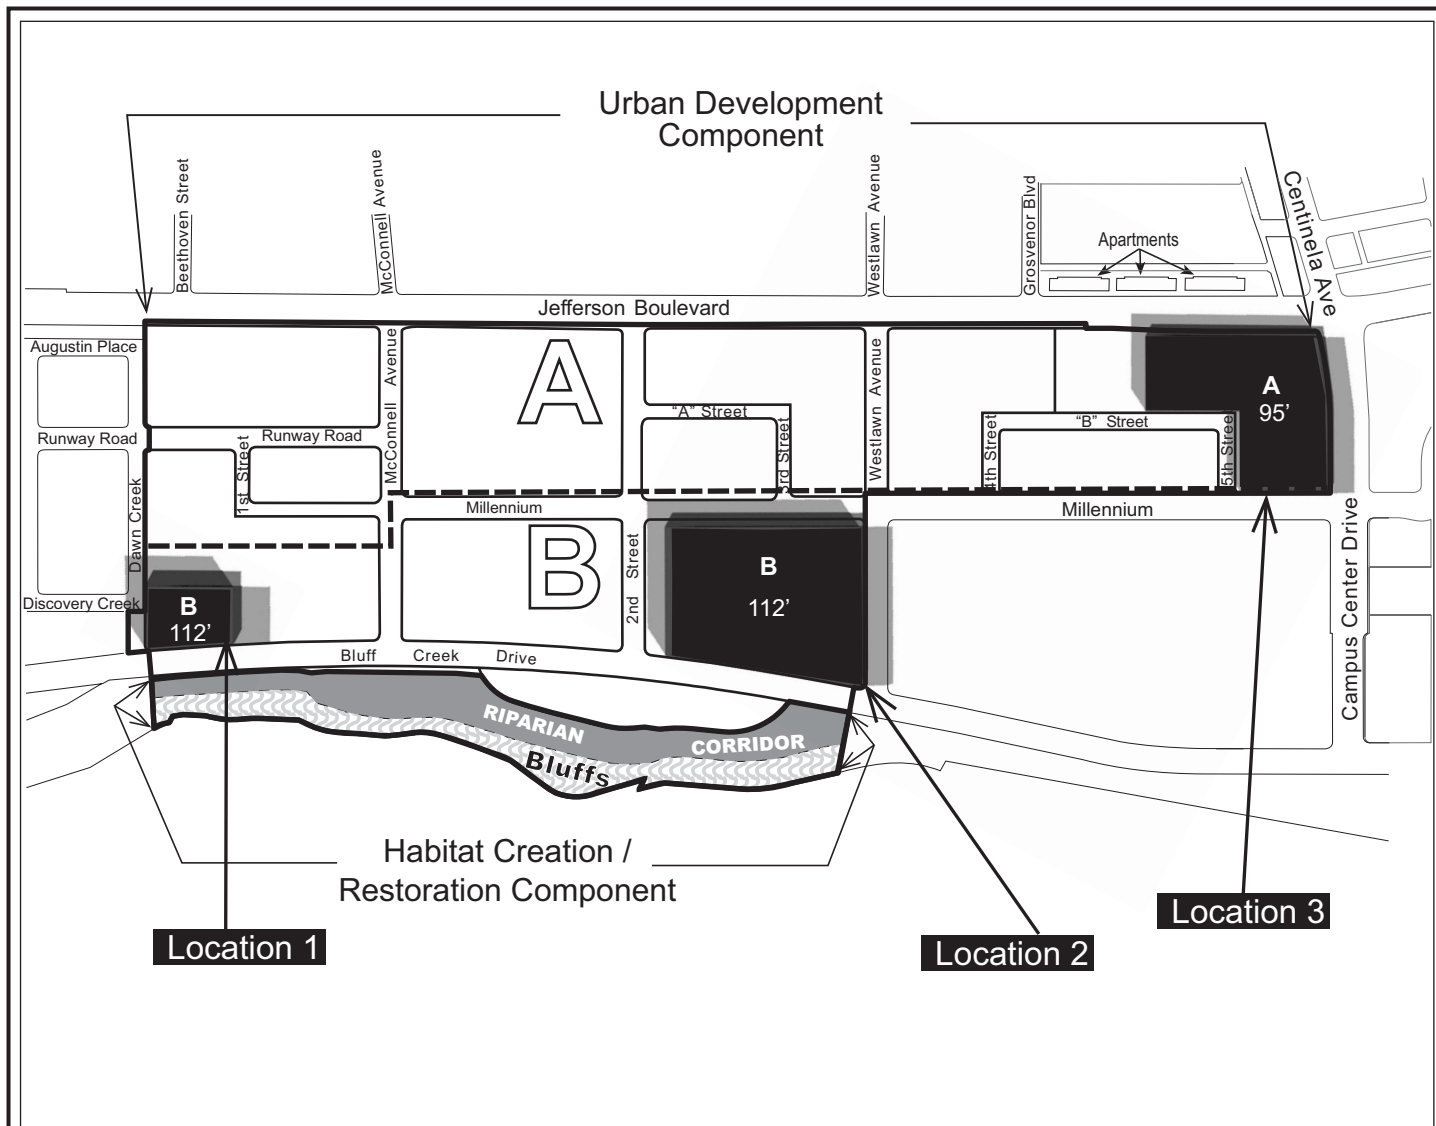 Urban Development
Component
Beethoven Street
McConnell Avenue
Westlawn Avenue
Grosvenor Blvd
Centinela Ave
Apartments
Jefferson Boulevard
Augustin Place
McConnell Avenue
A
Westlawn Avenue
A
95'
"A" Street
"B" Street
Runway Road
Runway Road
1st Street
3rd Street
4th Street
5th Street
Millennium
Millennium
Dawn Creek
B
2nd Street
B
112'
Discovery Creek
B
112'
Campus Center Drive
Bluff Creek Drive
RIPARIAN
CORRIDOR
Bluffs
Habitat Creation /
Restoration Component
Location 1
Location 2
Location 3